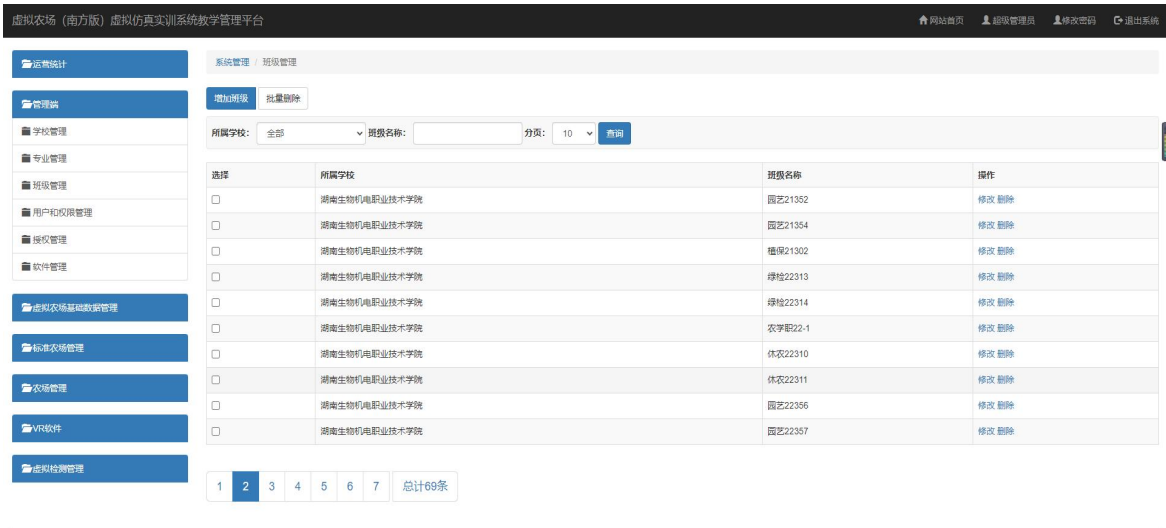 虚拟农场（南方版）虚拟仿真实训系统教学管理平台 网站首页 超级管理员 修改密码 退出系统
运营统计
管理端
学校管理
专业管理
班级管理
用户和权限管理
授权管理
软件管理
虚拟农场基础数据管理
标准农场管理
农场管理
VR软件
虚拟检测管理
系统管理 / 班级管理
增加班级 批量删除
所属学校： 全部 班级名称： 分页： 10 查询
选择 所属学校 班级名称 操作
湖南生物机电职业技术学院 园艺21352 修改 删除
湖南生物机电职业技术学院 园艺21354 修改 删除
湖南生物机电职业技术学院 植保21302 修改 删除
湖南生物机电职业技术学院 绿检22313 修改 删除
湖南生物机电职业技术学院 绿检22314 修改 删除
湖南生物机电职业技术学院 农学职22-1 修改 删除
湖南生物机电职业技术学院 休农22310 修改 删除
湖南生物机电职业技术学院 休农22311 修改 删除
湖南生物机电职业技术学院 园艺22356 修改 删除
湖南生物机电职业技术学院 园艺22357 修改 删除
1 2 3 4 5 6 7 总计69条